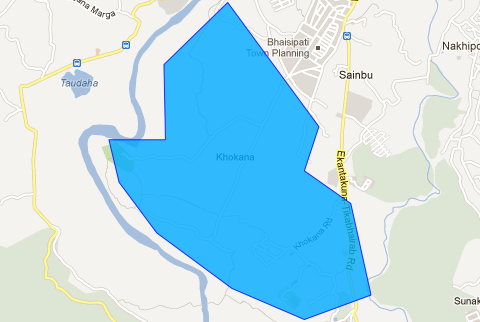 ana Marga
Bhaisipati
Town Planning
Nakhipo
Sainbu
Taudaha
Khokana
Ekantakuna-Tikabhairab Rd
Khokana Rd
Sunak